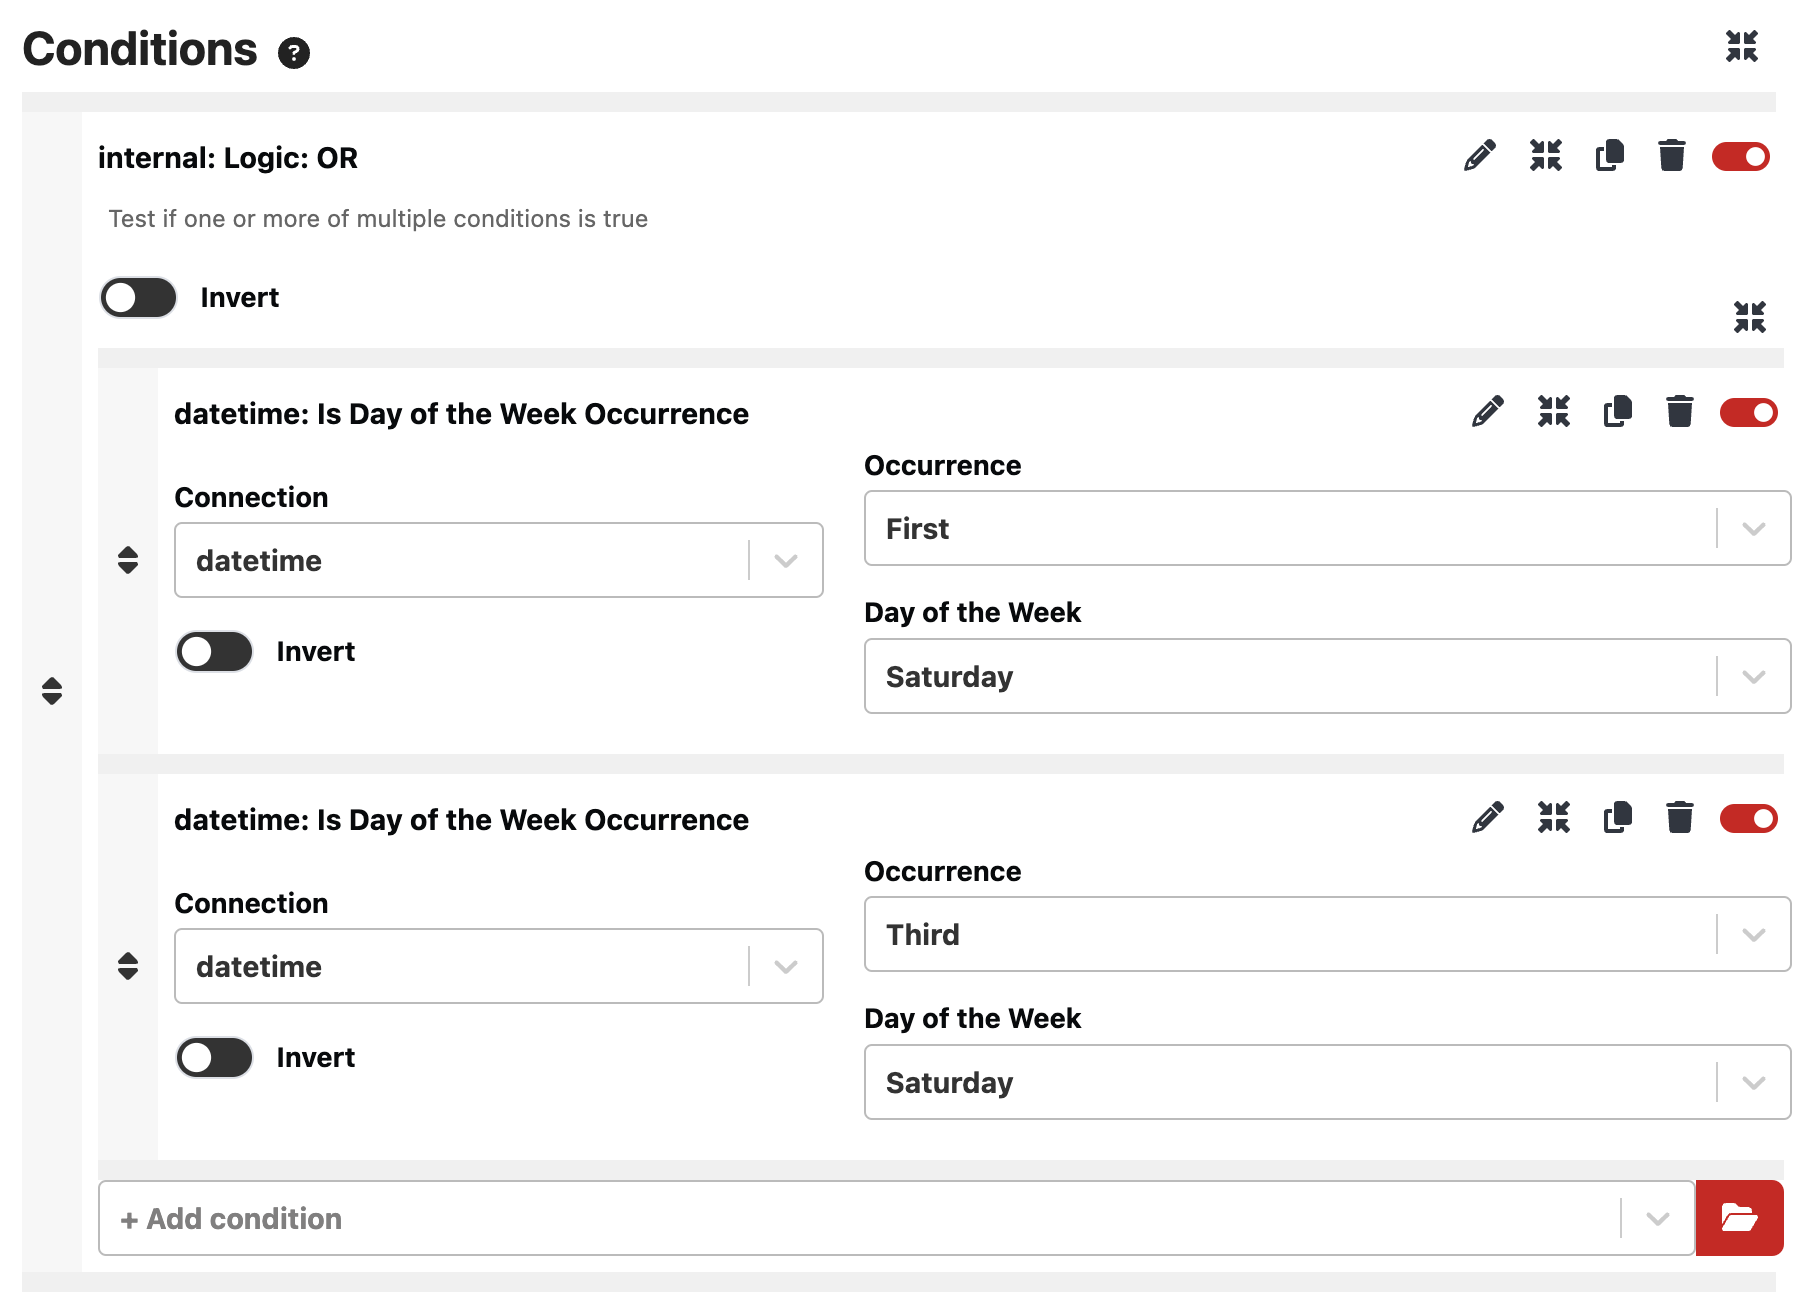 Conditions ?
internal: Logic: OR
Test if one or more of multiple conditions is true
Invert
datetime: Is Day of the Week Occurrence
Connection
datetime
Invert
Occurrence
First
Day of the Week
Saturday
datetime: Is Day of the Week Occurrence
Connection
datetime
Invert
Occurrence
Third
Day of the Week
Saturday
+ Add condition